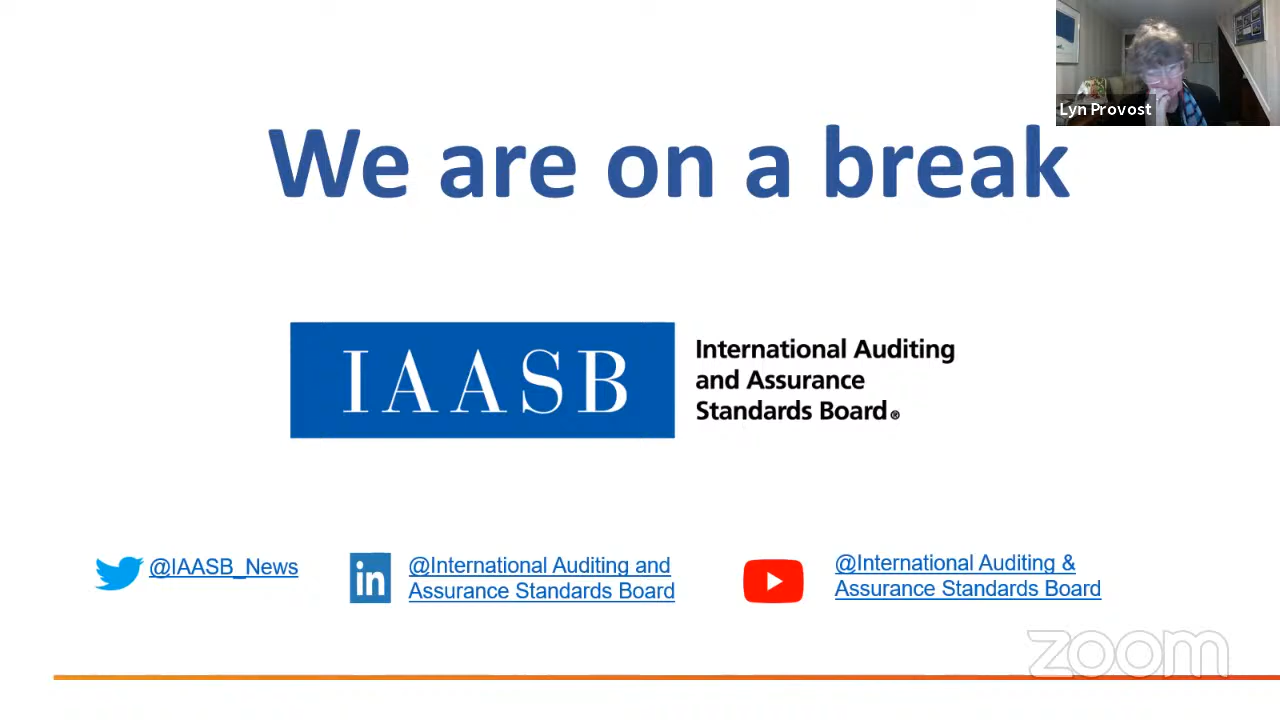 Lyn Provost
We are on a break
IAASB
International Auditing
and Assurance
Standards Board®
@IAASB_News
in
@International Auditing and
Assurance Standards Board
@International Auditing &
Assurance Standards Board
zoom